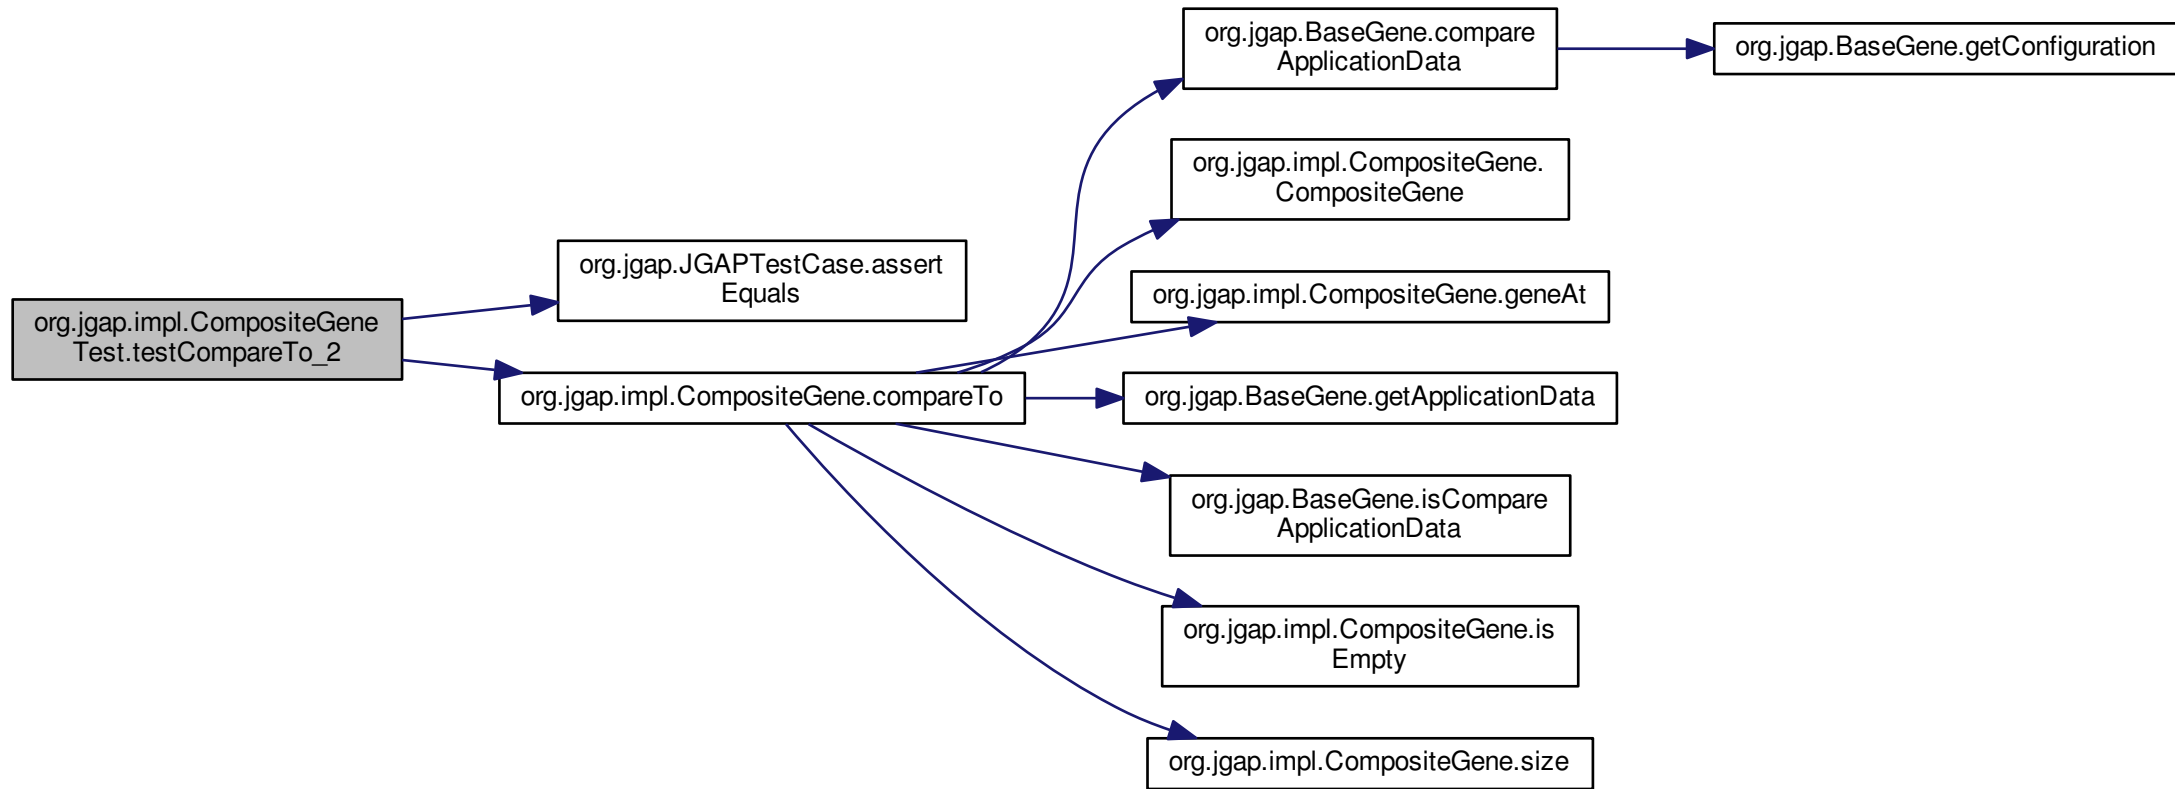 org.jgap.impl.CompositeGene
Test.testCompareTo_2
org.jgap.JGAPTestCase.assert
Equals
org.jgap.impl.CompositeGene.compareTo
org.jgap.BaseGene.compare
ApplicationData
org.jgap.BaseGene.getConfiguration
org.jgap.impl.CompositeGene.
CompositeGene
org.jgap.impl.CompositeGene.geneAt
org.jgap.BaseGene.getApplicationData
org.jgap.BaseGene.isCompare
ApplicationData
org.jgap.impl.CompositeGene.is
Empty
org.jgap.impl.CompositeGene.size